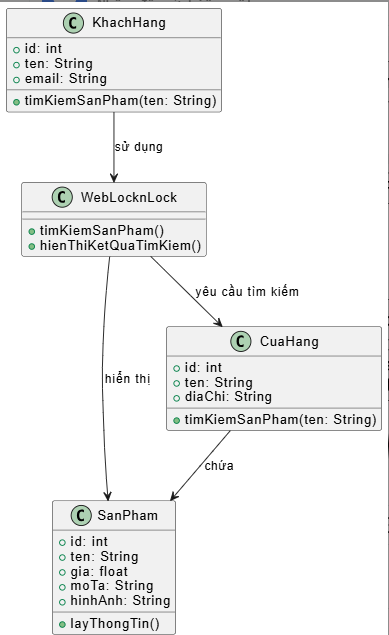 C KhachHang
id: int
ten: String
email: String
timKiemSanPham(ten: String)
sử dụng
C WebLocknLock
timKiemSanPham()
hienThiKetQuaTimKiem()
yêu cầu tìm kiếm
C CuaHang
id: int
ten: String
diaChi: String
timKiemSanPham(ten: String)
hiển thị
chứa
C SanPham
id: int
ten: String
gia: float
moTa: String
hinhAnh: String
layThongTin()